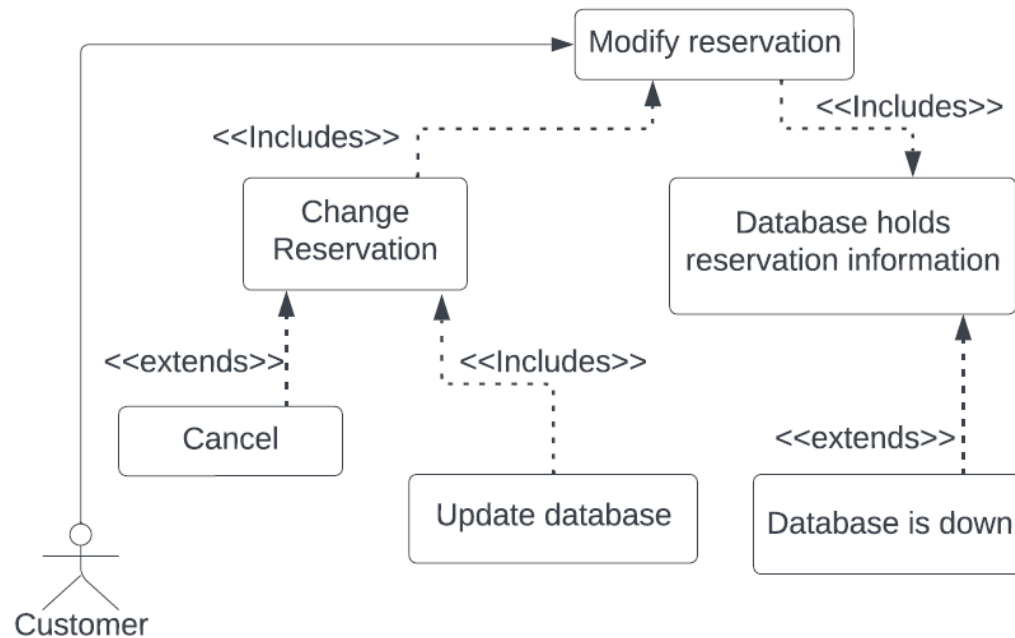 Modify reservation
<<Includes>>
<<Includes>>
Change
Reservation
Database holds
reservation information
<<extends>>
<<Includes>>
Cancel
<<extends>>
Update database
Database is down
Customer